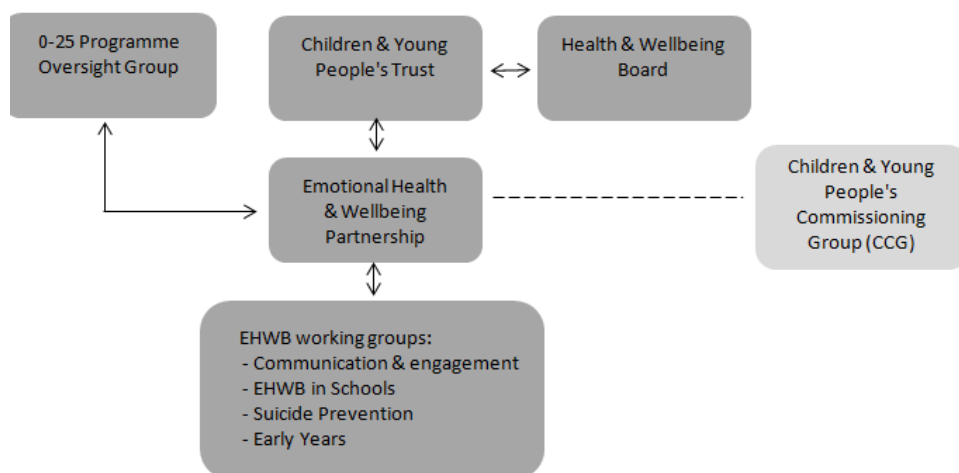 0-25 Programme
Oversight Group
Children & Young
People's Trust
Health & Wellbeing
Board
Emotional Health
& Wellbeing
Partnership
Children & Young
People's
Commissioning
Group (CCG)
EHWB working groups:
- Communication & engagement
- EHWB in Schools
- Suicide Prevention
- Early Years